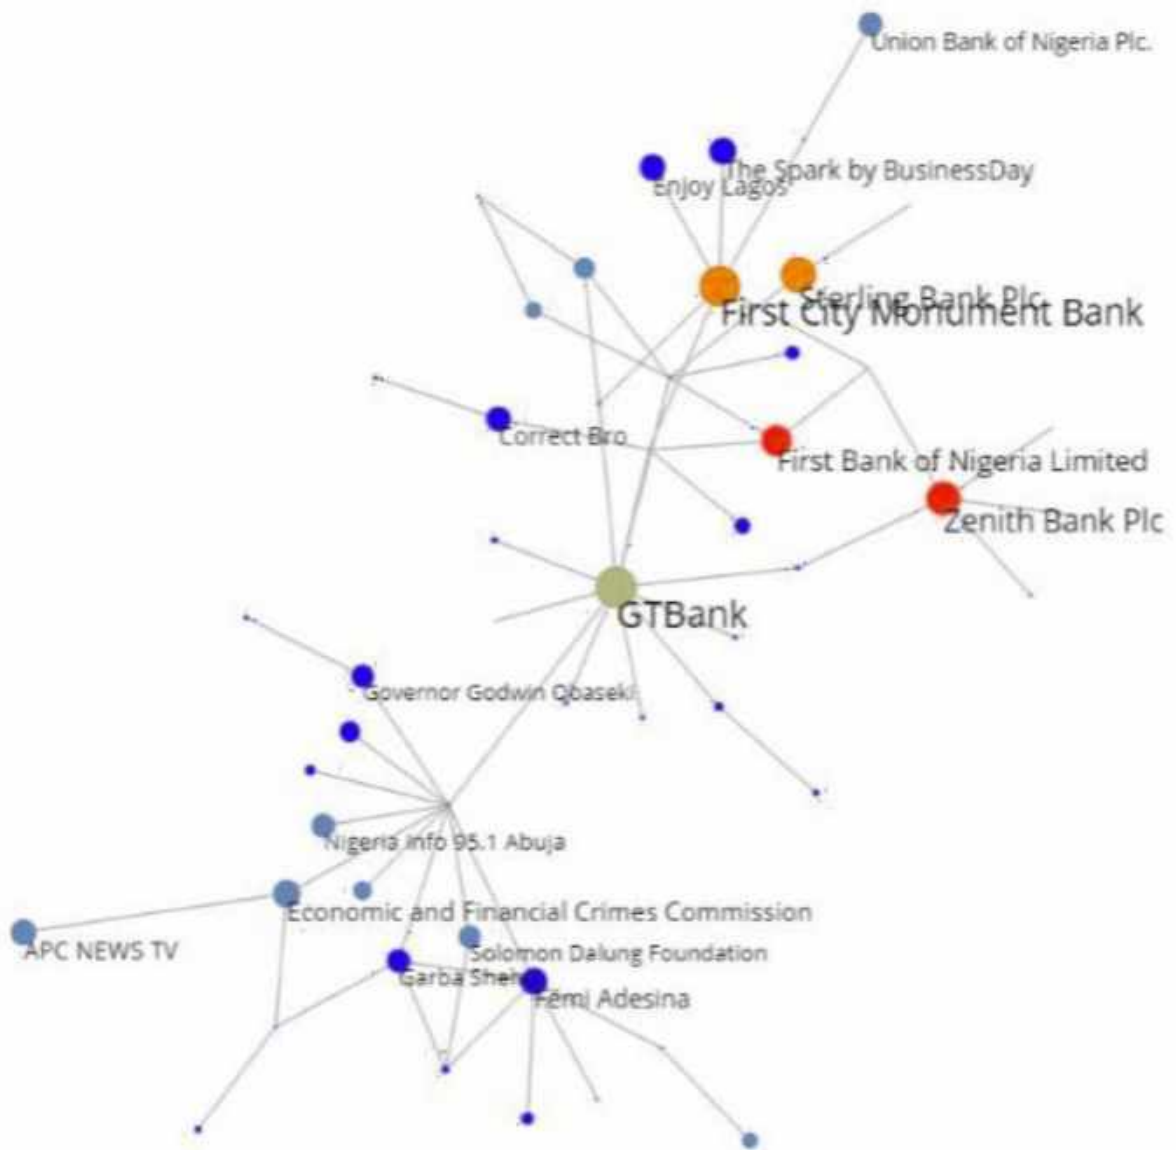 Union Bank of Nigeria Plc.
The Spark by BusinessDay
Enjoy Lagos
Sterling Bank Plc
First City Monument Bank
Correct Bro
First Bank of Nigeria Limited
Zenith Bank Plc
GTBank
Governor Godwin Obaseki
Nigeria Info 95.1 Abuja
Economic and Financial Crimes Commission
APC NEWS TV
Solomon Dalung Foundation
Garba Shehu
Femi Adesina